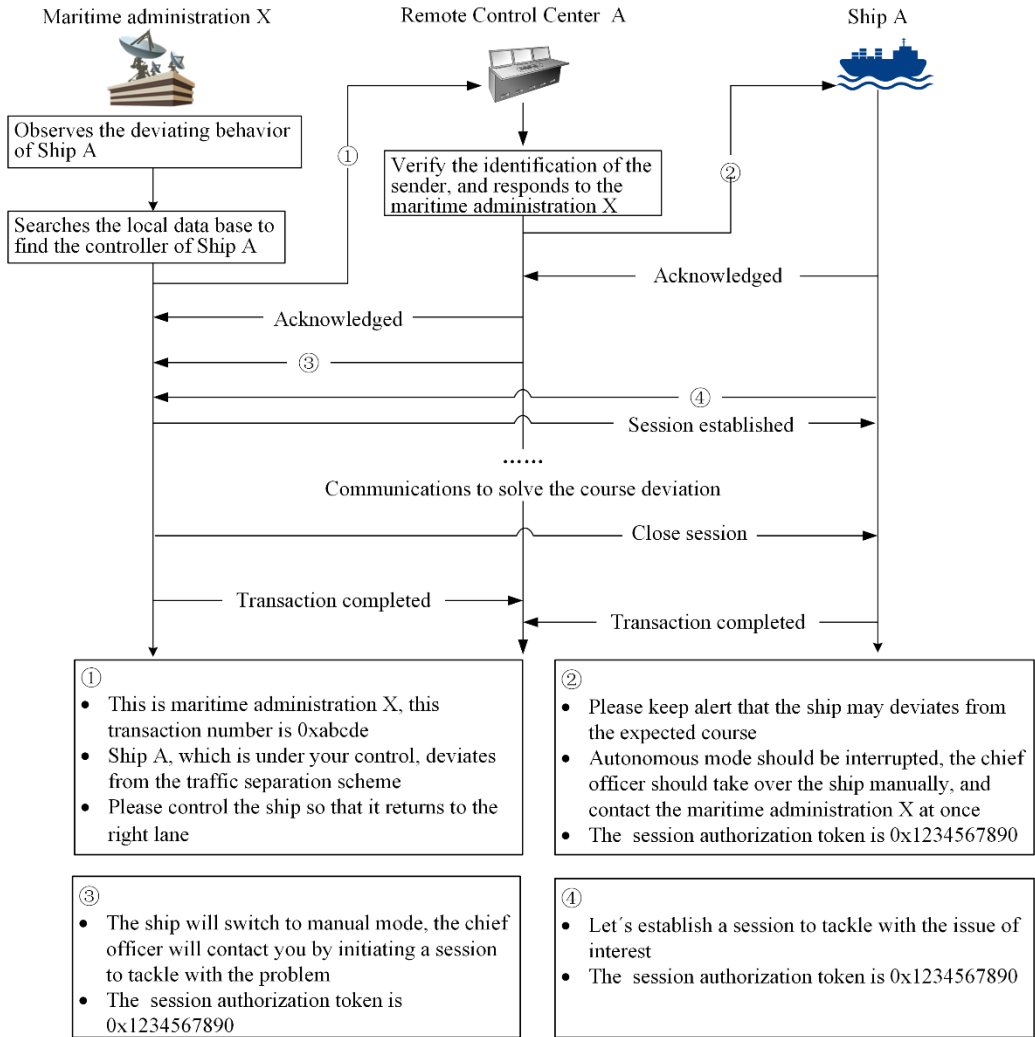 Maritime administration X
Remote Control Center A
Ship A
Observes the deviating behavior
of Ship A
①
Verify the identification of the
sender, and responds to the
maritime administration X
②
Searches the local data base to
find the controller of Ship A
Acknowledged
Acknowledged
③
④
Session established
······
Communications to solve the course deviation
Close session
Transaction completed
Transaction completed
①
• This is maritime administration X, this
transaction number is 0xabcde
• Ship A, which is under your control, deviates
from the traffic separation scheme
• Please control the ship so that it returns to the
right lane
②
• Please keep alert that the ship may deviates from
the expected course
• Autonomous mode should be interrupted, the chief
officer should take over the ship manually, and
contact the maritime administration X at once
• The session authorization token is 0x1234567890
③
• The ship will switch to manual mode, the chief
officer will contact you by initiating a session
to tackle with the problem
• The session authorization token is
0x1234567890
④
• Let´s establish a session to tackle with the issue of
interest
• The session authorization token is 0x1234567890